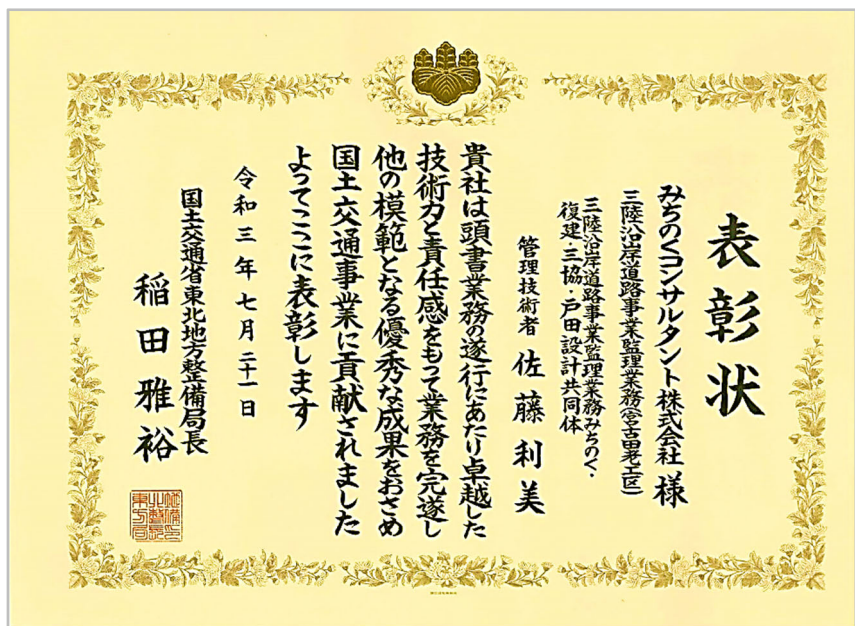 表彰状
みちのくコンサルタント株式会社 様
三陸沿岸道路事業監理業務(宮古田老工区)
三陸沿岸道路事業監理業務みちのく・
復建・三協・戸田設計共同体
管理技術者 佐藤利美
貴社は頭書業務の遂行にあたり卓越した
技術力と責任感をもって業務を完遂し
他の模範となる優秀な成果をおさめ
国土交通事業に貢献されました
よってここに表彰します
令和三年七月二十一日
国土交通省東北地方整備局長
稲田雅裕